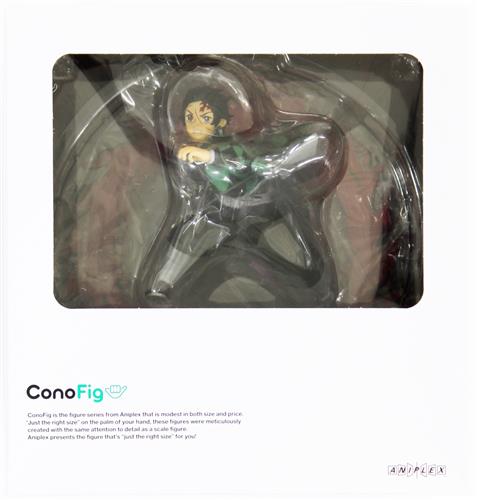 ConoFig
ConoFig is the figure series from Aniplex that is modest in both size and price.
"Just the right size" on the palm of your hand, these figures were meticulously
created with the same attention to detail as a scale figure.
Aniplex presents the figure that's "just the right size" for you!
ANIPLEX